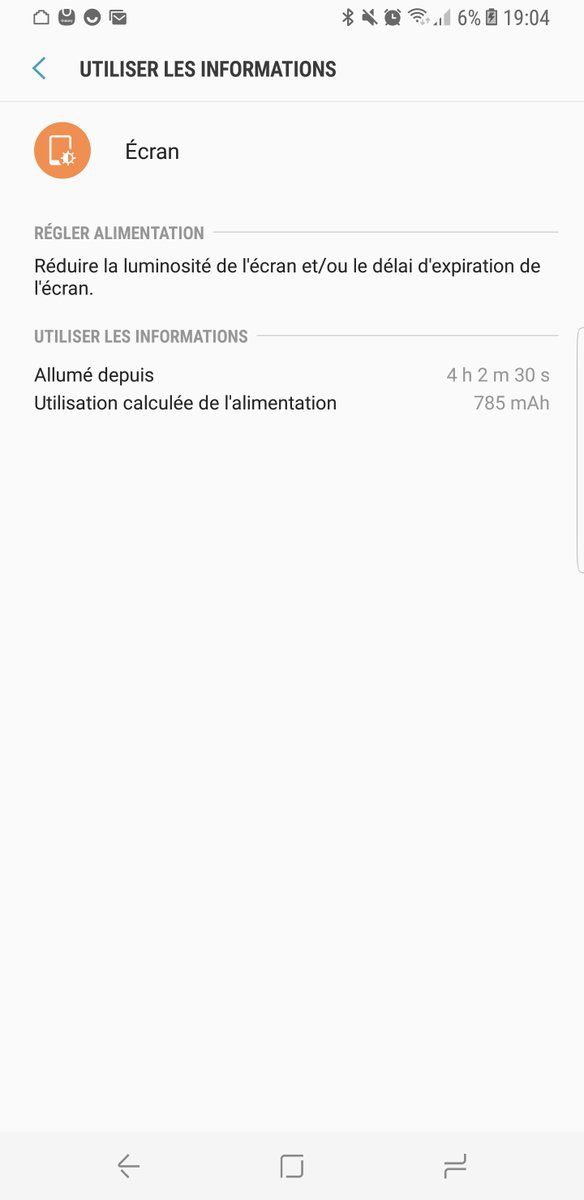 6% 19:04
UTILISER LES INFORMATIONS
Écran
RÉGLER ALIMENTATION
Réduire la luminosité de l'écran et/ou le délai d'expiration de
l'écran.
UTILISER LES INFORMATIONS
Allumé depuis 4 h 2 m 30 s
Utilisation calculée de l'alimentation 785 mAh